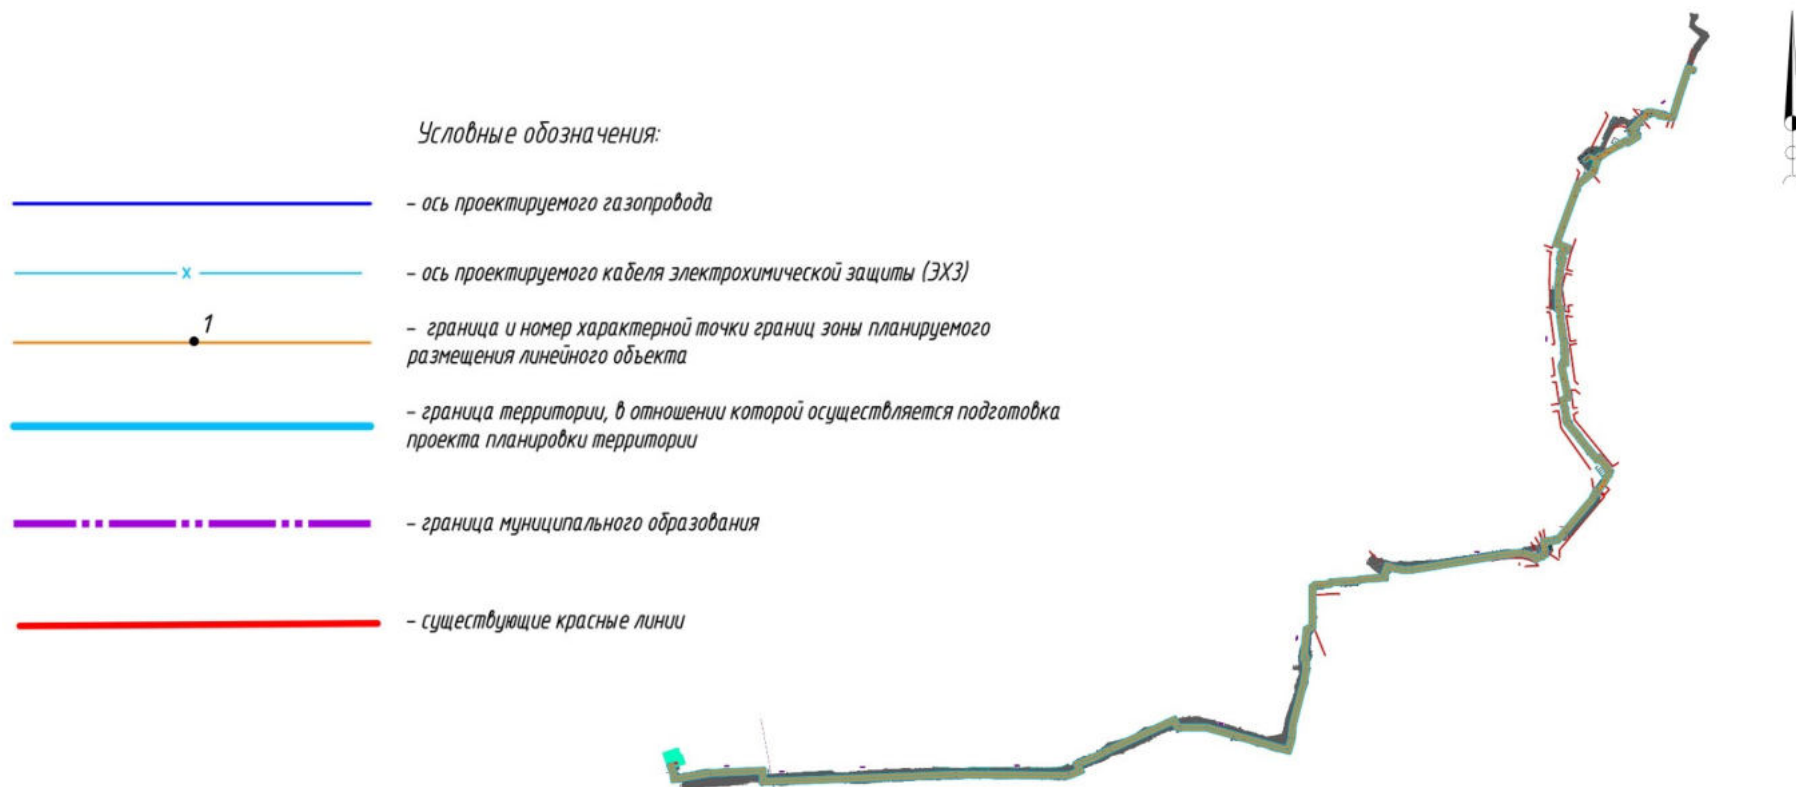 Условные обозначения:
- ось проектируемого газопровода
х
- ось проектируемого кабеля электрохимической защиты (ЭХЗ)
1
- граница и номер характерной точки границ зоны планируемого
размещения линейного объекта
- граница территории, в отношении которой осуществляется подготовка
проекта планировки территории
- граница муниципального образования
- существующие красные линии